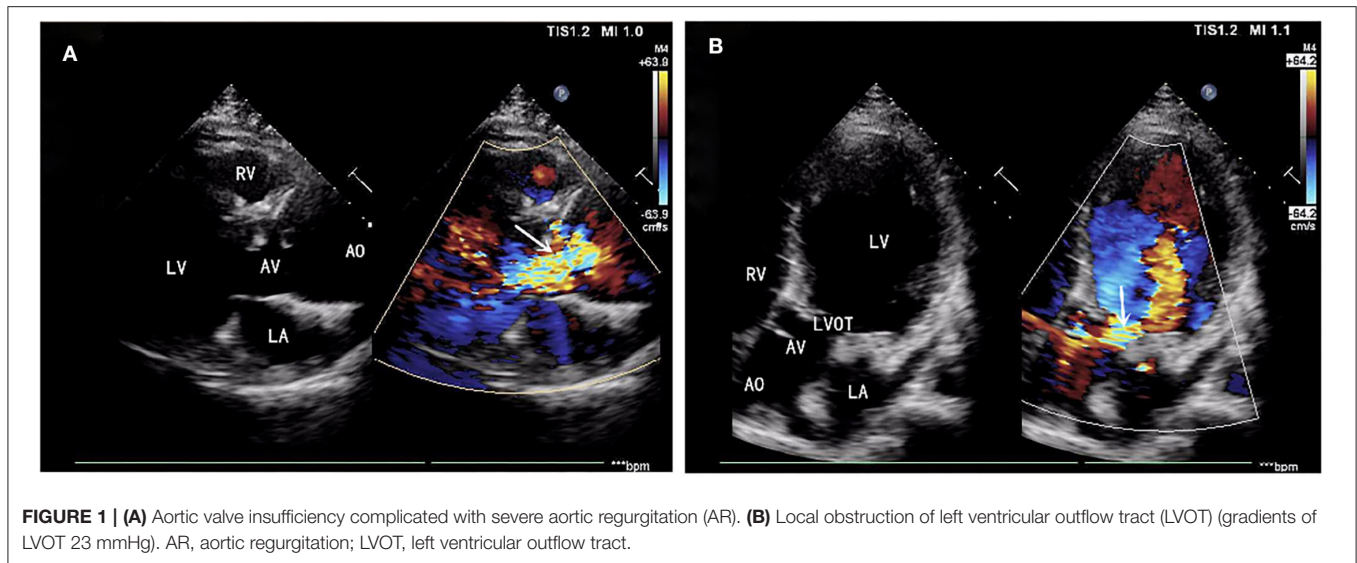 A
TIS1.2 MI 1.0
M4
+63.9
-63.9
cm/s
P
RV
LV
AV
AO
LA
***bpm
B
TIS1.2 MI 1.1
M4
+64.2
-64.2
cm/s
P
LV
RV
LVOT
AV
AO
LA
***bpm
FIGURE 1 | (A) Aortic valve insufficiency complicated with severe aortic regurgitation (AR). (B) Local obstruction of left ventricular outflow tract (LVOT) (gradients of
LVOT 23 mmHg). AR, aortic regurgitation; LVOT, left ventricular outflow tract.